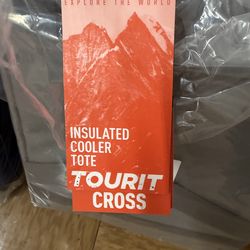 EXPLORE THE WORLD
INSULATED
COOLER
TOTE
TOURIT
CROSS